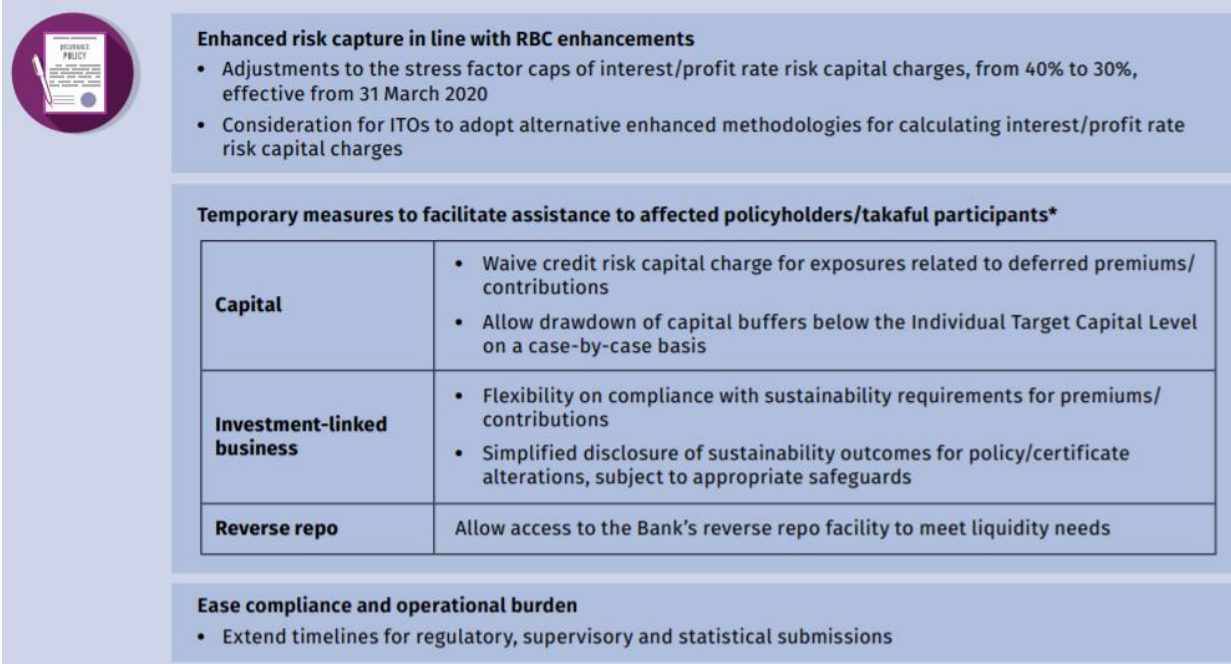 INSURANCE
POLICY
Enhanced risk capture in line with RBC enhancements
• Adjustments to the stress factor caps of interest/profit rate risk capital charges, from 40% to 30%,
effective from 31 March 2020
• Consideration for ITOs to adopt alternative enhanced methodologies for calculating interest/profit rate
risk capital charges
Temporary measures to facilitate assistance to affected policyholders/takaful participants*
Capital
• Waive credit risk capital charge for exposures related to deferred premiums/
contributions
• Allow drawdown of capital buffers below the Individual Target Capital Level
on a case-by-case basis
Investment-linked
business
• Flexibility on compliance with sustainability requirements for premiums/
contributions
• Simplified disclosure of sustainability outcomes for policy/certificate
alterations, subject to appropriate safeguards
Reverse repo
Allow access to the Bank’s reverse repo facility to meet liquidity needs
Ease compliance and operational burden
• Extend timelines for regulatory, supervisory and statistical submissions